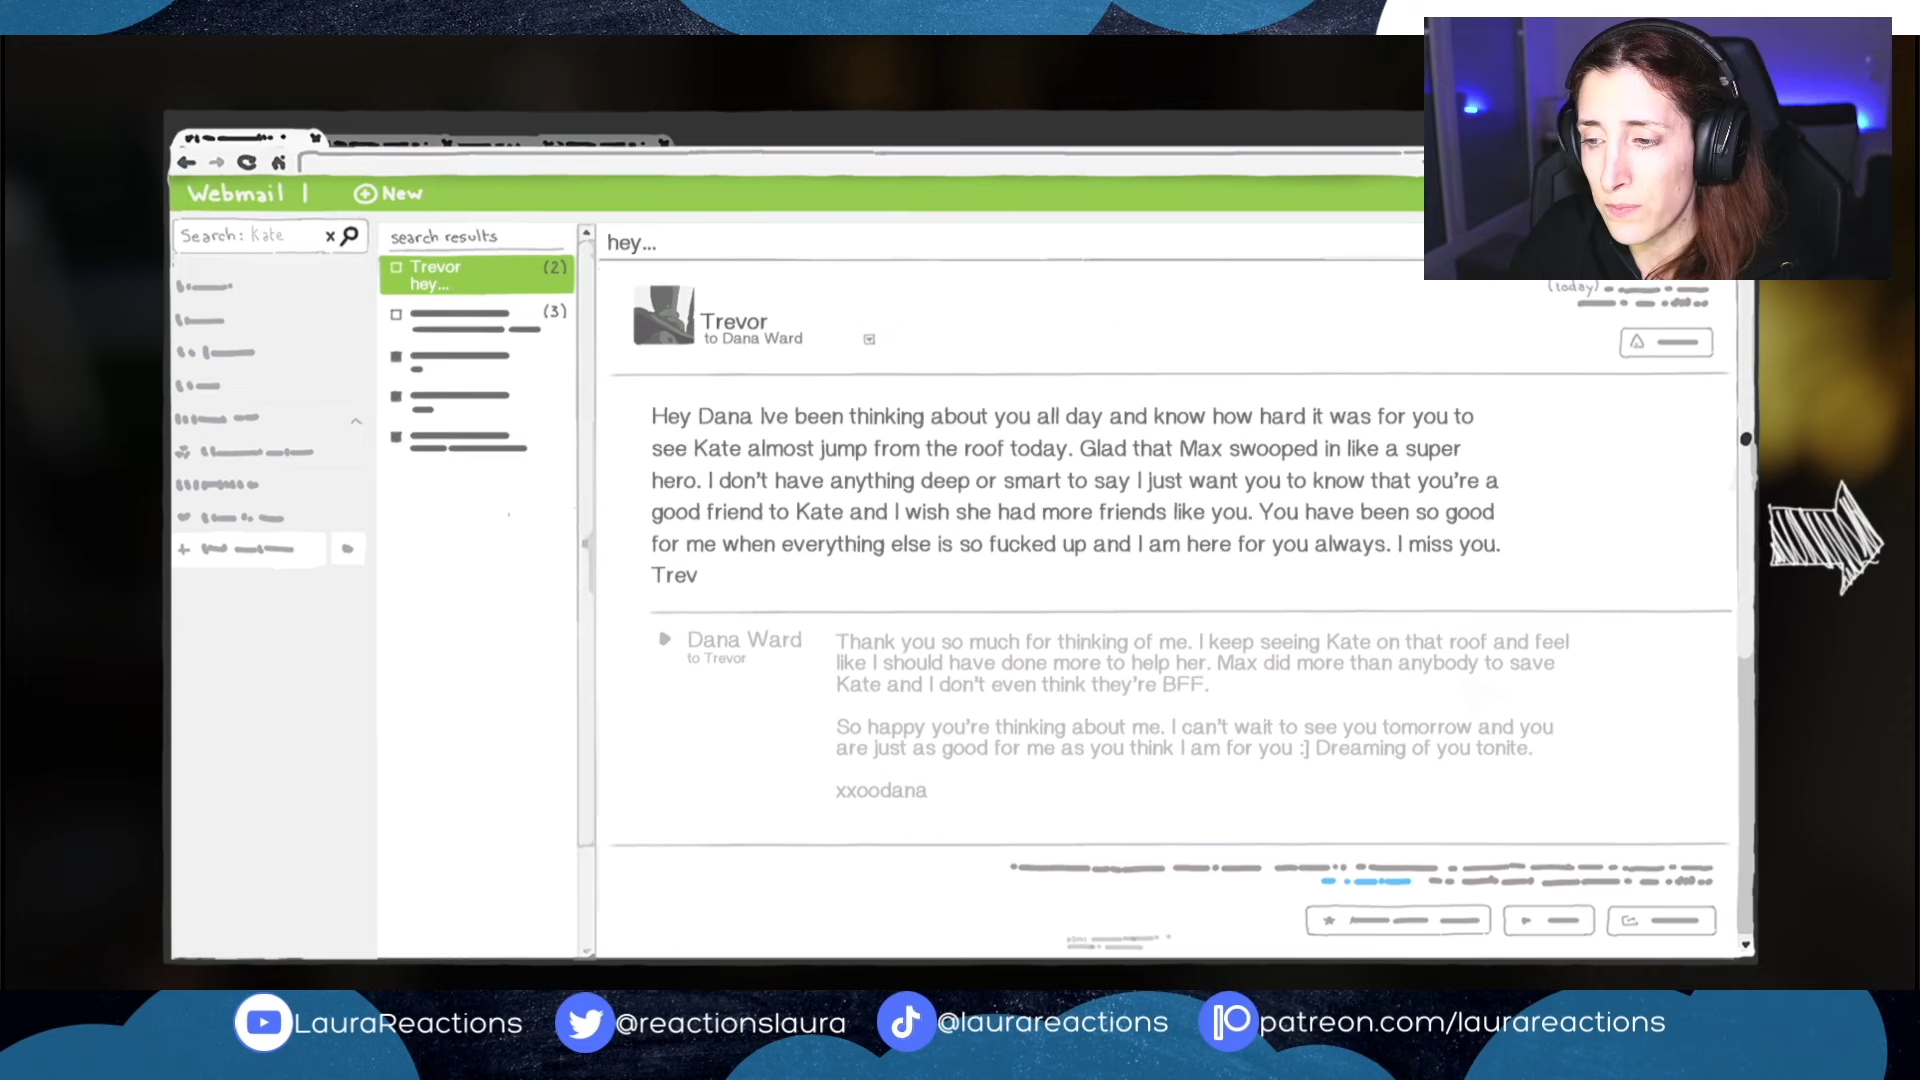 Webmail | New
Search: Kate x
search results
Trevor (2)
hey...
(3)
hey...
(today)
Trevor
to Dana Ward
Hey Dana Ive been thinking about you all day and know how hard it was for you to
see Kate almost jump from the roof today. Glad that Max swooped in like a super
hero. I don't have anything deep or smart to say I just want you to know that you're a
good friend to Kate and I wish she had more friends like you. You have been so good
for me when everything else is so fucked up and I am here for you always. I miss you.
Trev
Dana Ward
to Trevor
Thank you so much for thinking of me. I keep seeing Kate on that roof and feel
like I should have done more to help her. Max did more than anybody to save
Kate and I don't even think they're BFF.
So happy you're thinking about me. I can't wait to see you tomorrow and you
are just as good for me as you think I am for you :] Dreaming of you tonite.
xxoodana
LauraReactions
@reactionslaura
@laurareactions
patreon.com/laurareactions